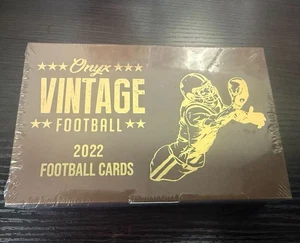 Onyx
VINTAGE
FOOTBALL
2022
FOOTBALL CARDS